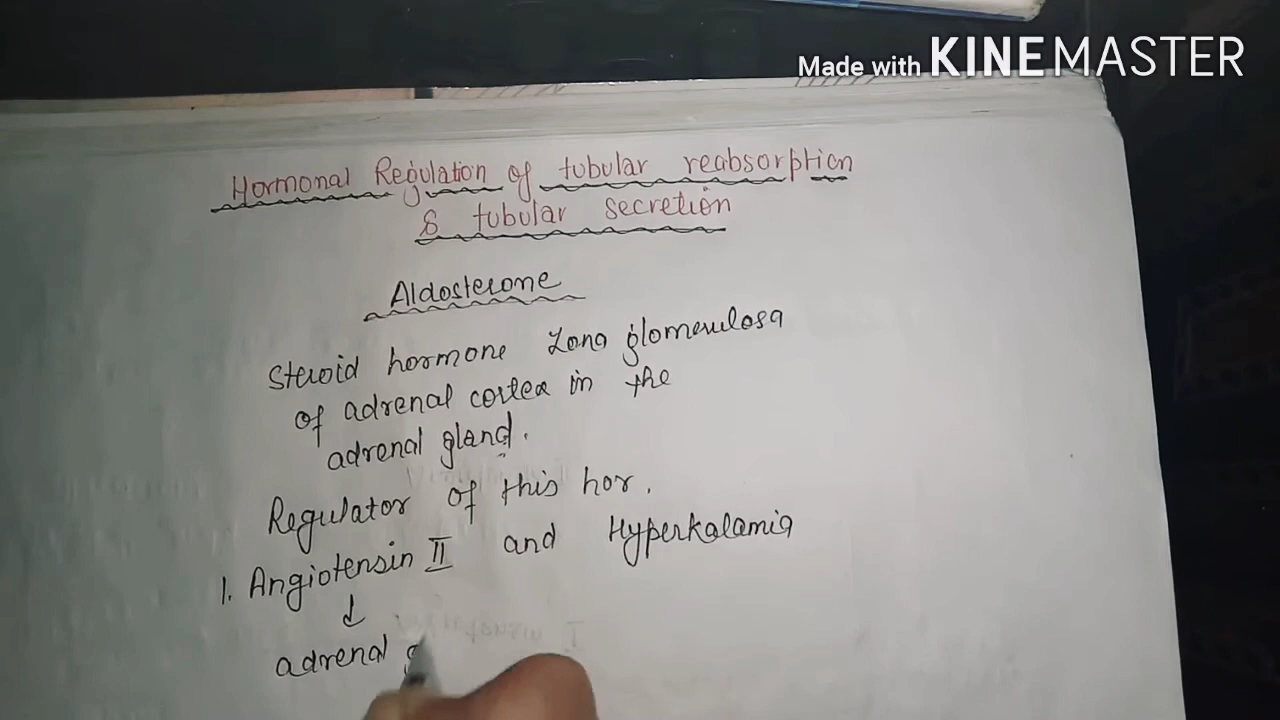 Made with KINEMASTER
Hormonal Regulation of tubular reabsorption
& tubular secretion
Aldosterone
Steroid hormone Zona glomerulosa
of adrenal cortex in the
adrenal gland.
Regulator of this hor.
1. Angiotensin II and Hyperkalamia
↓
adrenal g